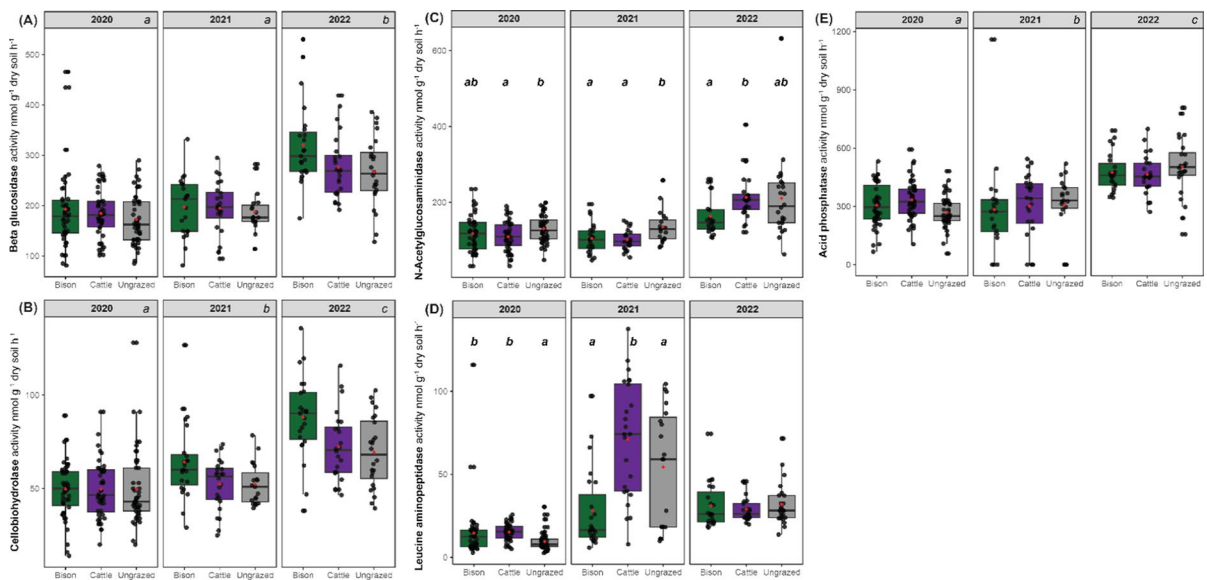 (A)
2020 a
2021 a
2022 b
Beta glucosidase activity nmol g⁻¹ dry soil h⁻¹
500
400
300
200
100
Bison Cattle Ungrazed
Bison Cattle Ungrazed
Bison Cattle Ungrazed
(B)
2020 a
2021 b
2022 c
Cellobiohydrolase activity nmol g⁻¹ dry soil h⁻¹
100
50
Bison Cattle Ungrazed
Bison Cattle Ungrazed
Bison Cattle Ungrazed
(C)
2020
2021
2022
N-Acetylglucosaminidase activity nmol g⁻¹ dry soil h⁻¹
600
400
200
ab a b
a a b
a b ab
Bison Cattle Ungrazed
Bison Cattle Ungrazed
Bison Cattle Ungrazed
(D)
2020
2021
2022
Leucine aminopeptidase activity nmol g⁻¹ dry soil h⁻¹
100
50
0
b b a
a b a
Bison Cattle Ungrazed
Bison Cattle Ungrazed
Bison Cattle Ungrazed
(E)
2020 a
2021 b
2022 c
Acid phosphatase activity nmol g⁻¹ dry soil h⁻¹
1200
900
600
300
0
Bison Cattle Ungrazed
Bison Cattle Ungrazed
Bison Cattle Ungrazed